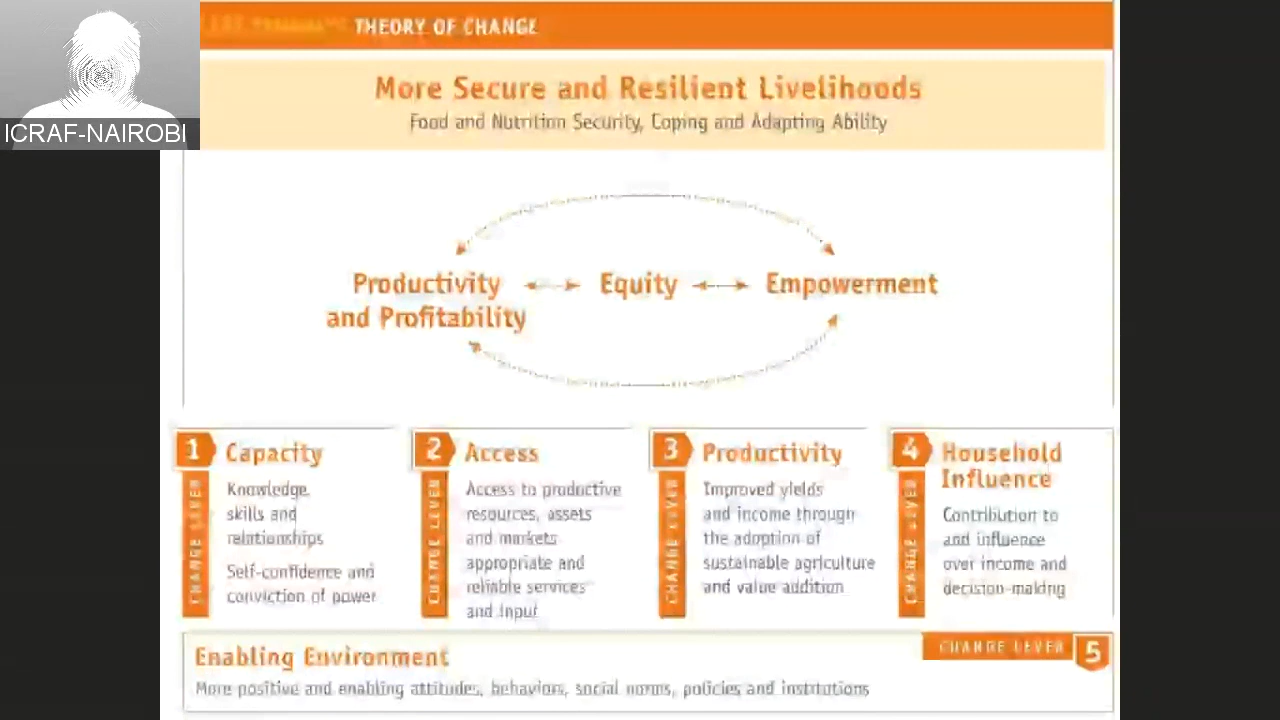 THEORY OF CHANGE
More Secure and Resilient Livelihoods
Food and Nutrition Security, Coping and Adapting Ability
ICRAF-NAIROBI
Productivity
and Profitability
Equity
Empowerment
1 Capacity
CHANGE LEVER
Knowledge,
skills and
relationships
Self-confidence and
conviction of power
2 Access
CHANGE LEVER
Access to productive
resources, assets
and markets
appropriate and
reliable services
and input
3 Productivity
CHANGE LEVER
Improved yields
and income through
the adoption of
sustainable agriculture
and value addition
4 Household
Influence
CHANGE LEVER
Contribution to
and influence
over income and
decision-making
Enabling Environment
CHANGE LEVER 5
More positive and enabling attitudes, behaviors, social norms, policies and institutions